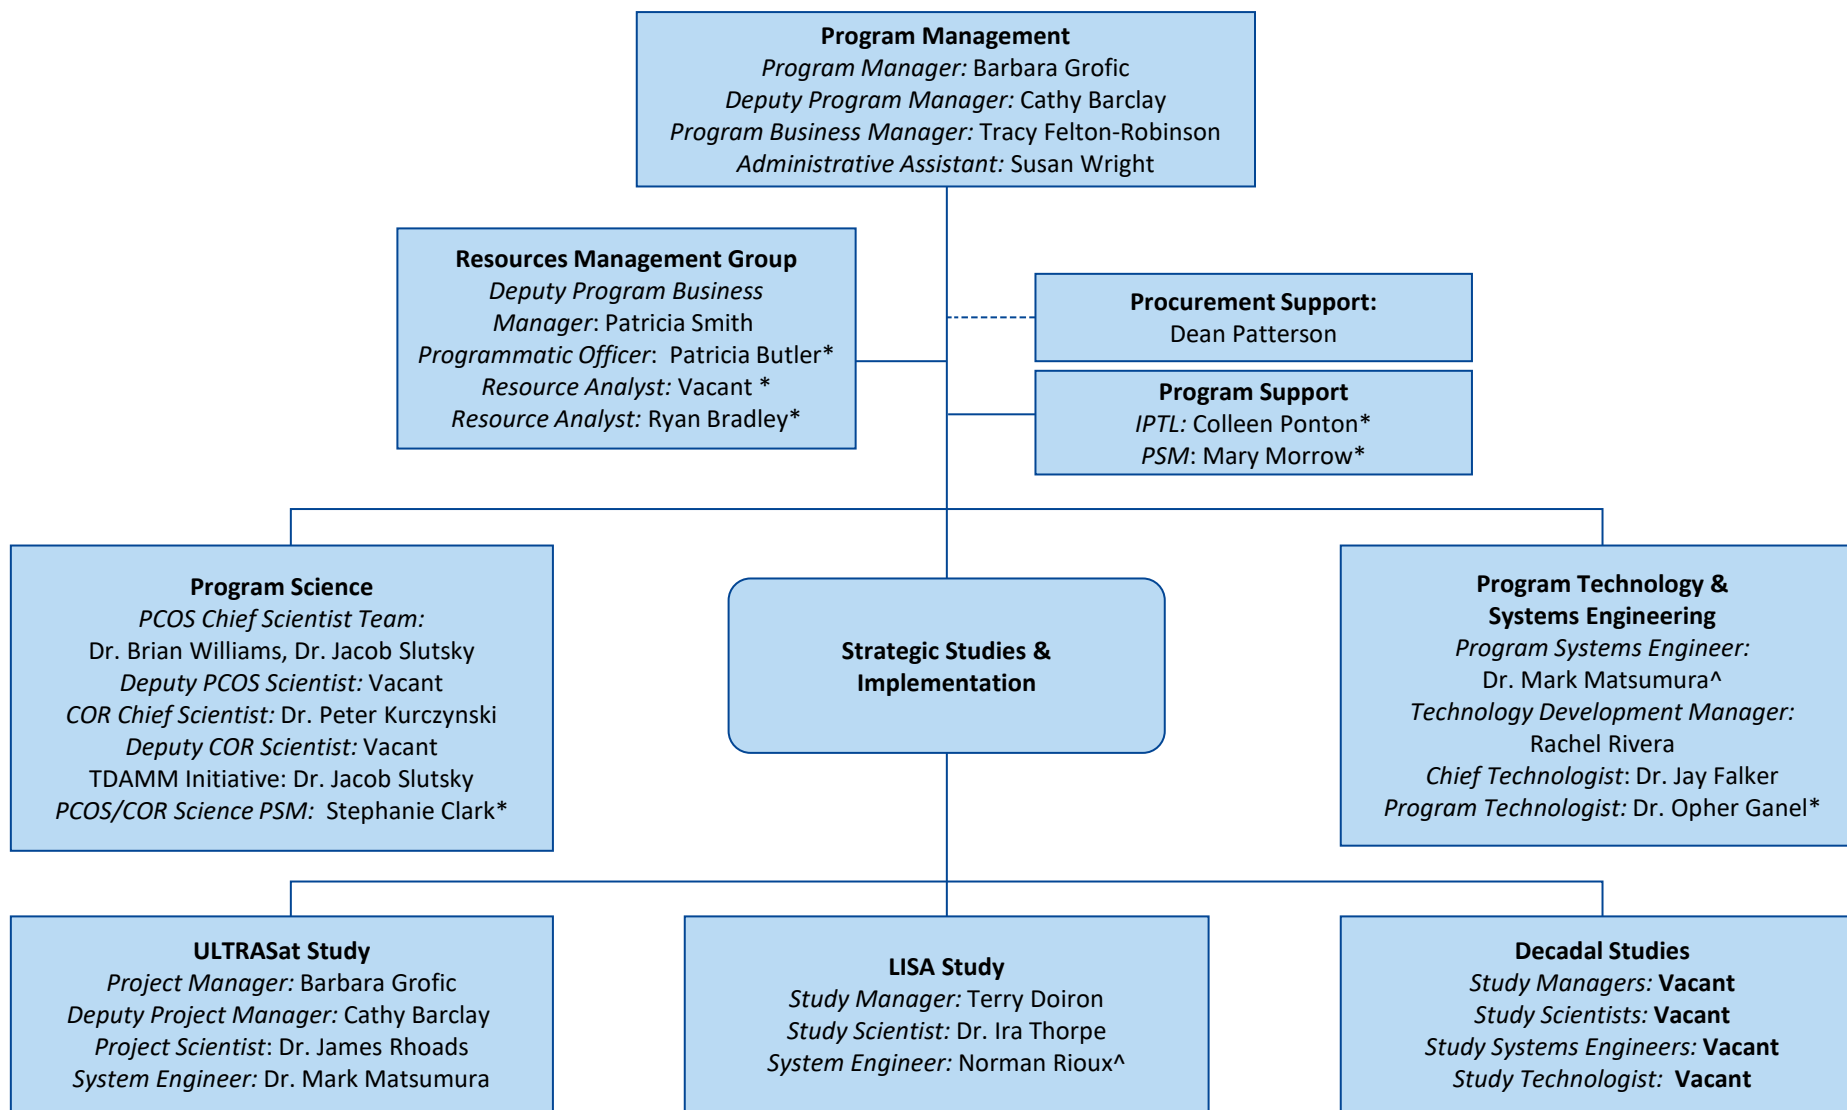 Program Management
Program Manager: Barbara Grofic
Deputy Program Manager: Cathy Barclay
Program Business Manager: Tracy Felton-Robinson
Administrative Assistant: Susan Wright
Resources Management Group
Deputy Program Business
Manager: Patricia Smith
Programmatic Officer: Patricia Butler*
Resource Analyst: Vacant *
Resource Analyst: Ryan Bradley*
Procurement Support:
Dean Patterson
Program Support
IPTL: Colleen Ponton*
PSM: Mary Morrow*
Program Science
PCOS Chief Scientist Team:
Dr. Brian Williams, Dr. Jacob Slutsky
Deputy PCOS Scientist: Vacant
COR Chief Scientist: Dr. Peter Kurczynski
Deputy COR Scientist: Vacant
TDAMM Initiative: Dr. Jacob Slutsky
PCOS/COR Science PSM: Stephanie Clark*
Strategic Studies &
Implementation
Program Technology &
Systems Engineering
Program Systems Engineer:
Dr. Mark Matsumura^
Technology Development Manager:
Rachel Rivera
Chief Technologist: Dr. Jay Falker
Program Technologist: Dr. Opher Ganel*
ULTRASat Study
Project Manager: Barbara Grofic
Deputy Project Manager: Cathy Barclay
Project Scientist: Dr. James Rhoads
System Engineer: Dr. Mark Matsumura
LISA Study
Study Manager: Terry Doiron
Study Scientist: Dr. Ira Thorpe
System Engineer: Norman Rioux^
Decadal Studies
Study Managers: Vacant
Study Scientists: Vacant
Study Systems Engineers: Vacant
Study Technologist: Vacant